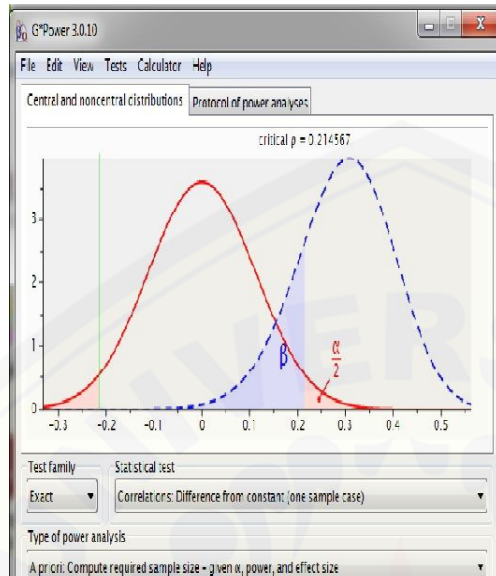 G*Power 3.0.10
File Edit View Tests Calculator Help
Central and noncentral distributions Protocol of power analyses
critical ρ = 0.214567
3
2
β
α
2
1
0
-0.3 -0.2 -0.1 0 0.1 0.2 0.3 0.4 0.5
Test family Statistical test
Exact Correlations: Difference from constant (one sample case)
Type of power analysis
A priori: Compute required sample size - given α, power, and effect size